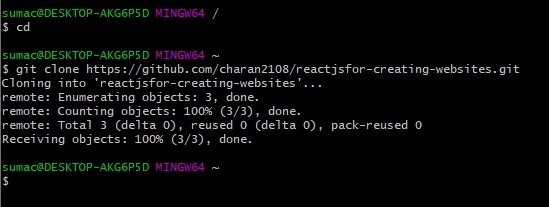 sumac@DESKTOP-AKG6P5D MINGW64 /
$ cd
sumac@DESKTOP-AKG6P5D MINGW64 ~
$ git clone https://github.com/charan2108/reactjsfor-creating-websites.git
Cloning into 'reactjsfor-creating-websites'...
remote: Enumerating objects: 3, done.
remote: Counting objects: 100% (3/3), done.
remote: Total 3 (delta 0), reused 0 (delta 0), pack-reused 0
Receiving objects: 100% (3/3), done.
sumac@DESKTOP-AKG6P5D MINGW64 ~
$